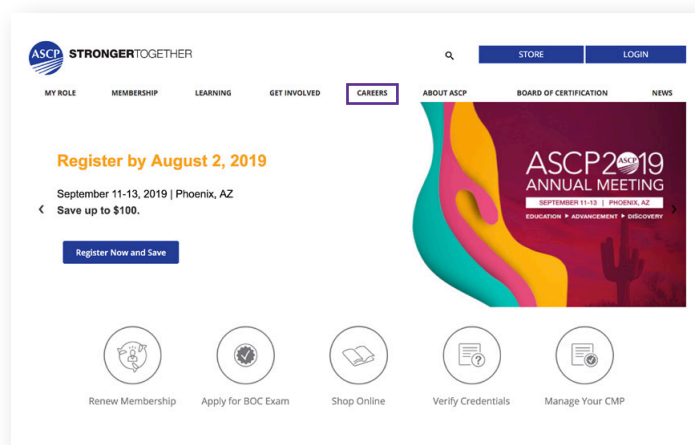 ASCP STRONGERTOGETHER
STORE LOGIN
MY ROLE MEMBERSHIP LEARNING GET INVOLVED CAREERS ABOUT ASCP BOARD OF CERTIFICATION NEWS
Register by August 2, 2019
September 11-13, 2019 | Phoenix, AZ
Save up to $100.
Register Now and Save
ASCP2 ASCP 19
ANNUAL MEETING
SEPTEMBER 11-13 | PHOENIX, AZ
EDUCATION ▸ ADVANCEMENT ▸ DISCOVERY
Renew Membership Apply for BOC Exam Shop Online Verify Credentials Manage Your CMP